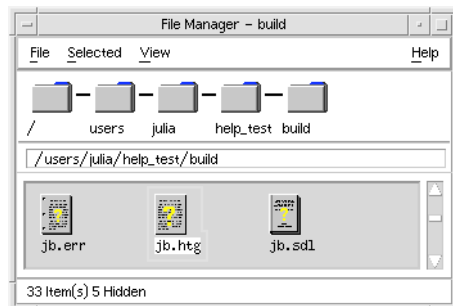 File Manager - build
File Selected View Help
/ users julia help_test build
/users/julia/help_test/build
jb.err jb.htg jb.sdl
33 Item(s) 5 Hidden